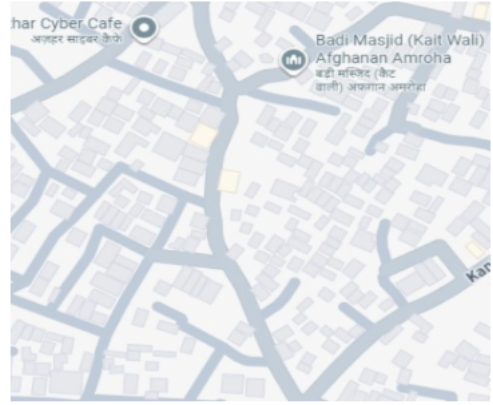 har Cyber Cafe
अज़हर साइबर कैफे
Badi Masjid (Kait Wali)
Afghanan Amroha
बड़ी मस्जिद (कैट
वाली) अफगान अमरोहा
Kan